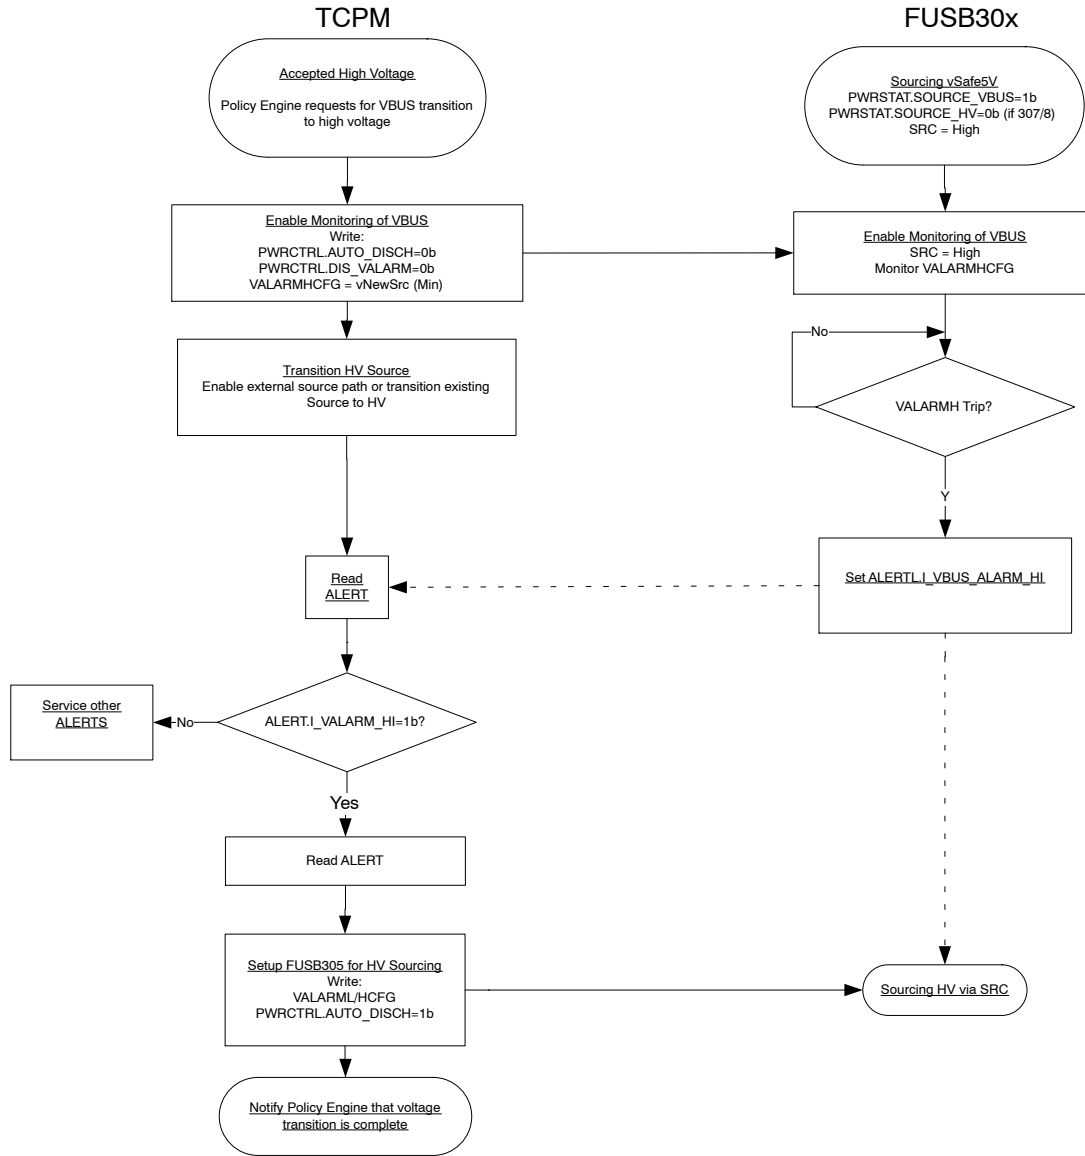 TCPM
FUSB30x
Accepted High Voltage
Policy Engine requests for VBUS transition
to high voltage
Sourcing vSafe5V
PWRSTAT.SOURCE_VBUS=1b
PWRSTAT.SOURCE_HV=0b (if 307/8)
SRC = High
Enable Monitoring of VBUS
Write:
PWRCTRL.AUTO_DISCH=0b
PWRCTRL.DIS_VALARM=0b
VALARMHCFG = vNewSrc (Min)
Enable Monitoring of VBUS
SRC = High
Monitor VALARMHCFG
No
Transition HV Source
Enable external source path or transition existing
Source to HV
VALARMH Trip?
Y
Read
ALERT
Set ALERTL.I_VBUS_ALARM_HI
Service other
ALERTS
No
ALERT.I_VALARM_HI=1b?
Yes
Read ALERT
Setup FUSB305 for HV Sourcing
Write:
VALARML/HCFG
PWRCTRL.AUTO_DISCH=1b
Sourcing HV via SRC
Notify Policy Engine that voltage
transition is complete